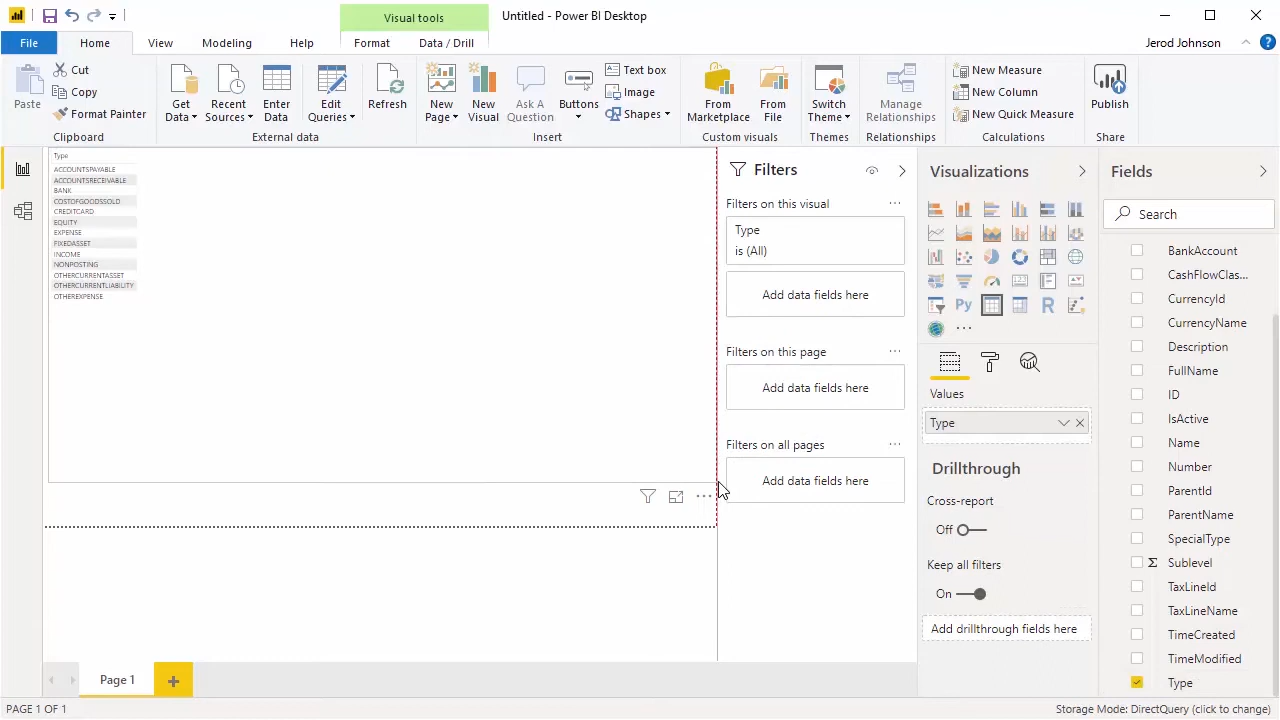 Visual tools
Untitled - Power BI Desktop
File
Home
View
Modeling
Help
Format
Data / Drill
Jerod Johnson
?
Paste
Cut
Copy
Format Painter
Clipboard
Get Data
Recent Sources
Enter Data
Edit Queries
External data
Refresh
New Page
New Visual
Ask A Question
Buttons
Text box
Image
Shapes
Insert
From Marketplace
From File
Custom visuals
Switch Theme
Themes
Manage Relationships
Relationships
New Measure
New Column
New Quick Measure
Calculations
Publish
Share
Type
ACCOUNTSPAYABLE
ACCOUNTSRECEIVABLE
BANK
COSTOFGOODSSOLD
CREDITCARD
EQUITY
EXPENSE
FIXEDASSET
INCOME
NONPOSTING
OTHERCURRENTASSET
OTHERCURRENTLIABILITY
OTHEREXPENSE
Filters
Filters on this visual
Type
is (All)
Add data fields here
Filters on this page
Add data fields here
Filters on all pages
Add data fields here
Visualizations
Py
R
Values
Type
Drillthrough
Cross-report
Off
Keep all filters
On
Add drillthrough fields here
Fields
Search
BankAccount
CashFlowClas...
CurrencyId
CurrencyName
Description
FullName
ID
IsActive
Name
Number
ParentId
ParentName
SpecialType
Σ Sublevel
TaxLineId
TaxLineName
TimeCreated
TimeModified
Type
Page 1
PAGE 1 OF 1
Storage Mode: DirectQuery (click to change)